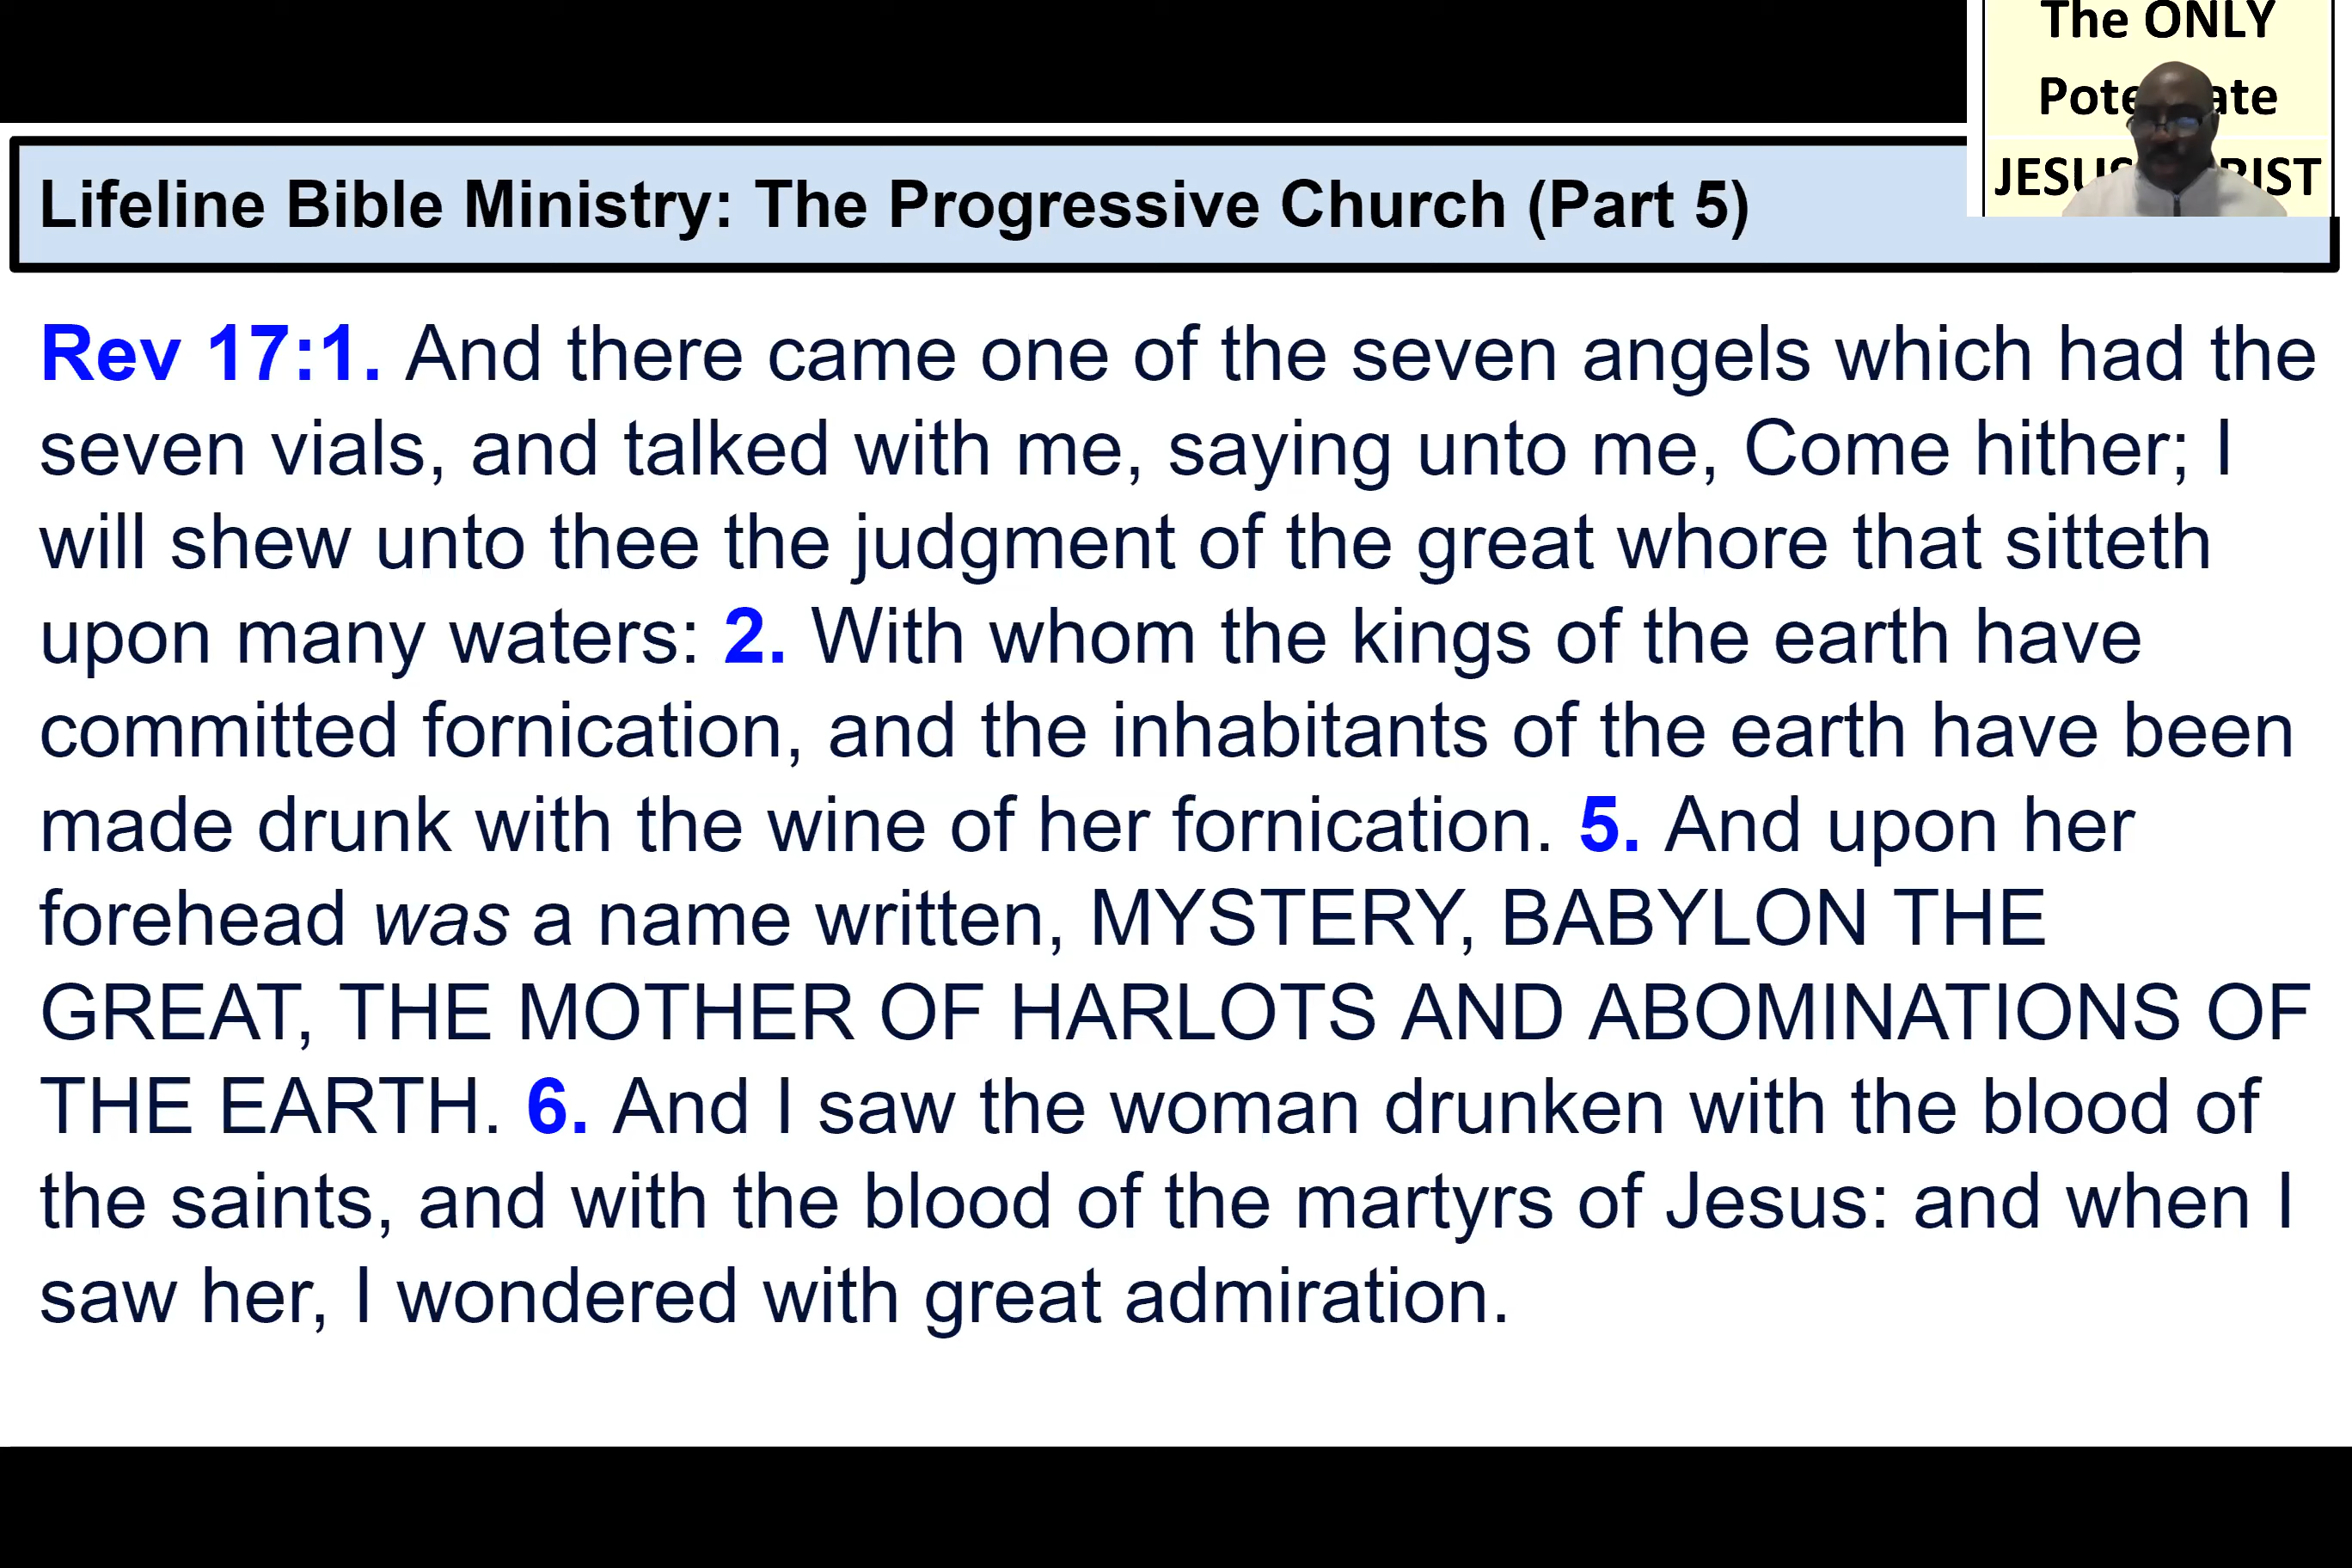 The ONLY
JESUS
Lifeline Bible Ministry: The Progressive Church (Part 5)
Rev 17:1. And there came one of the seven angels which had the
seven vials, and talked with me, saying unto me, Come hither; I
will shew unto thee the judgment of the great whore that sitteth
upon many waters: 2. With whom the kings of the earth have
committed fornication, and the inhabitants of the earth have been
made drunk with the wine of her fornication. 5. And upon her
forehead was a name written, MYSTERY, BABYLON THE
GREAT, THE MOTHER OF HARLOTS AND ABOMINATIONS OF
THE EARTH. 6. And I saw the woman drunken with the blood of
the saints, and with the blood of the martyrs of Jesus: and when I
saw her, I wondered with great admiration.